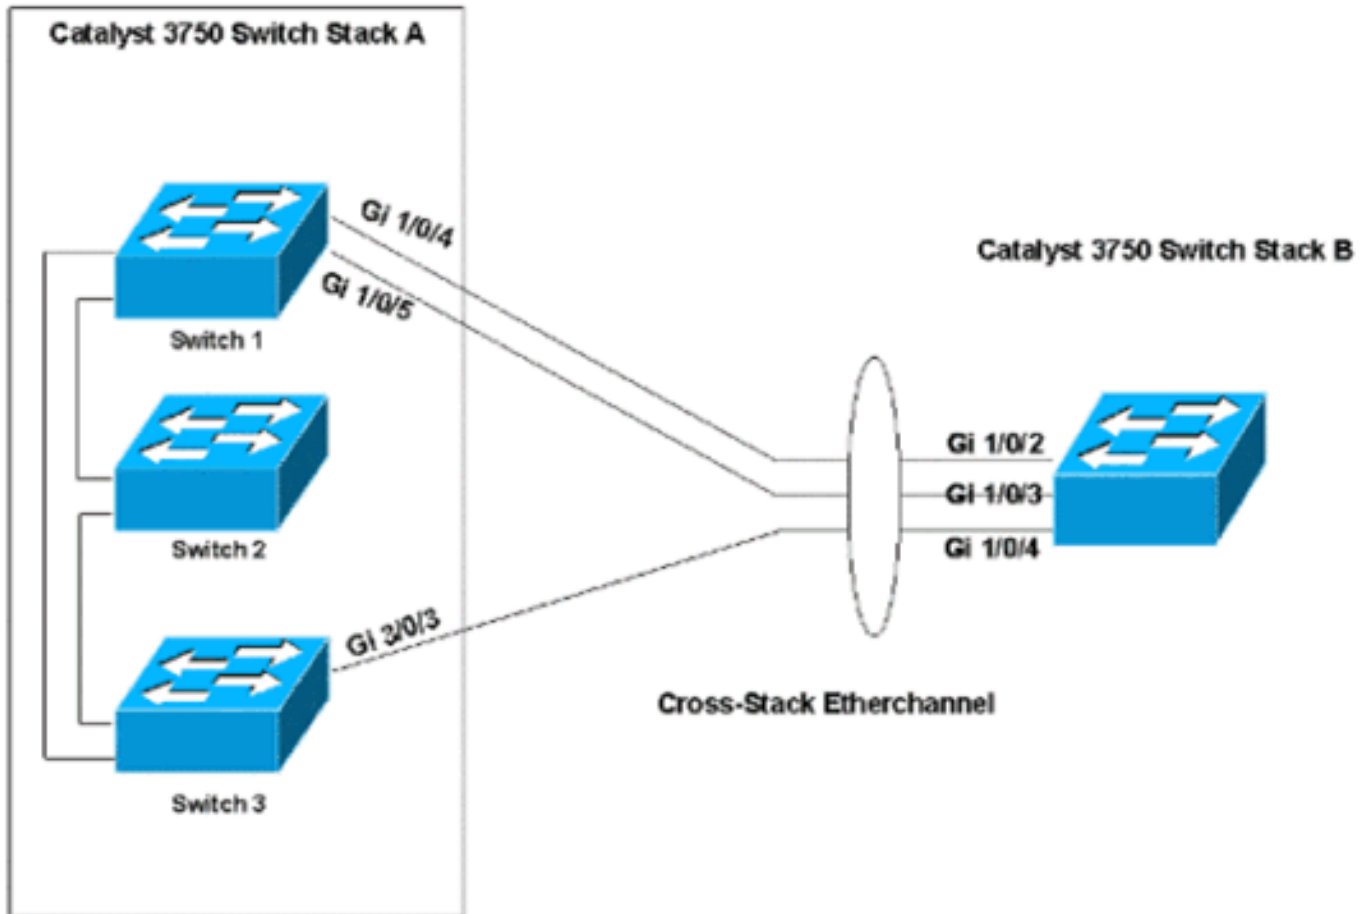 Catalyst 3750 Switch Stack A
Gi 1/0/4
Gi 1/0/5
Switch 1
Switch 2
Gi 3/0/3
Switch 3
Catalyst 3750 Switch Stack B
Gi 1/0/2
Gi 1/0/3
Gi 1/0/4
Cross-Stack Etherchannel